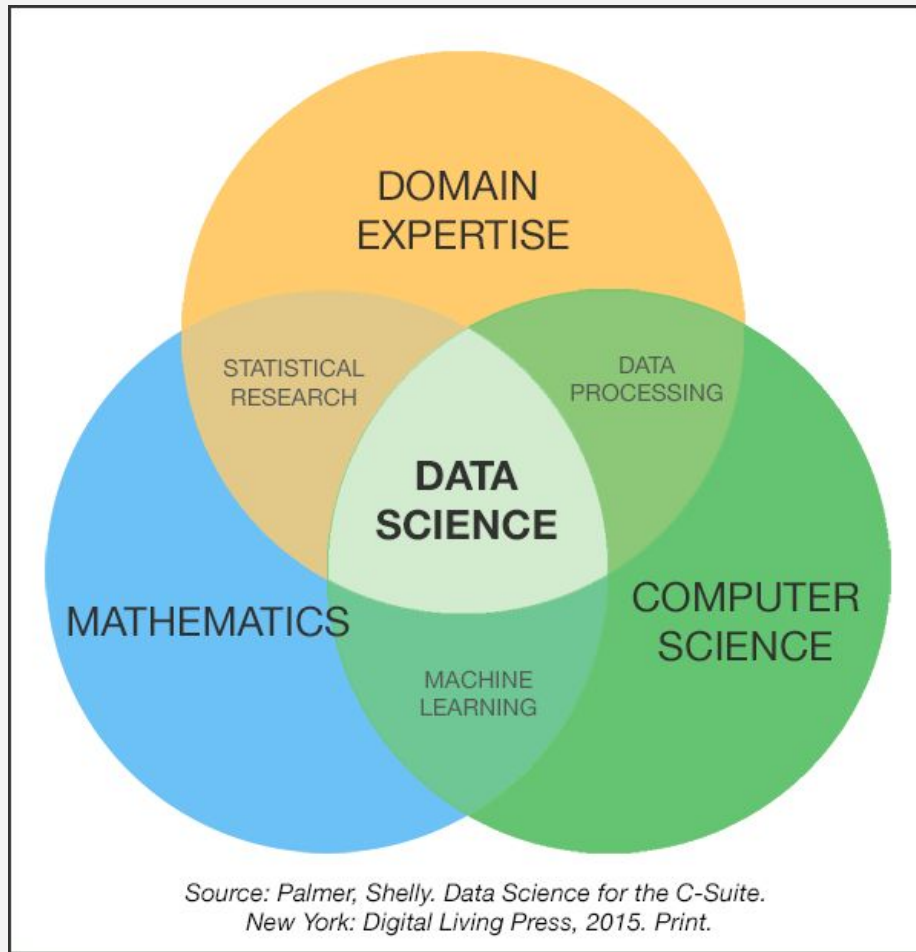 DOMAIN
EXPERTISE
STATISTICAL
RESEARCH
DATA
PROCESSING
DATA
SCIENCE
MATHEMATICS
COMPUTER
SCIENCE
MACHINE
LEARNING
Source: Palmer, Shelly. Data Science for the C-Suite.
New York: Digital Living Press, 2015. Print.